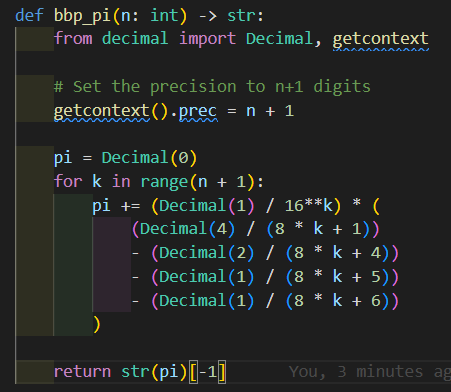 def bbp_pi(n: int) -> str:
    from decimal import Decimal, getcontext

    # Set the precision to n+1 digits
    getcontext().prec = n + 1

    pi = Decimal(0)
    for k in range(n + 1):
        pi += (Decimal(1) / 16**k) * (
            (Decimal(4) / (8 * k + 1))
            - (Decimal(2) / (8 * k + 4))
            - (Decimal(1) / (8 * k + 5))
            - (Decimal(1) / (8 * k + 6))
        )

    return str(pi)[-1]    You, 3 minutes ag